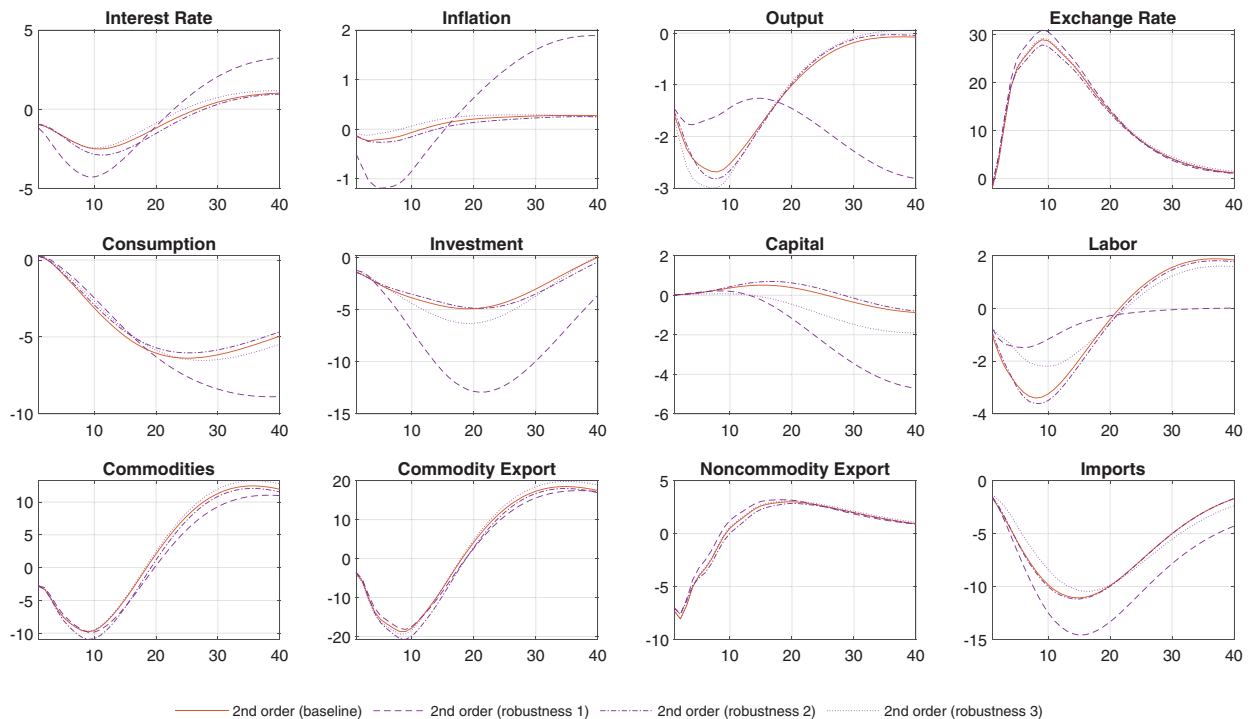 Interest Rate
5
0
-5
10 20 30 40
Inflation
2
1
0
-1
10 20 30 40
Output
0
-1
-2
-3
10 20 30 40
Exchange Rate
30
20
10
0
10 20 30 40
Consumption
0
-5
-10
10 20 30 40
Investment
0
-5
-10
-15
10 20 30 40
Capital
2
0
-2
-4
-6
10 20 30 40
Labor
2
0
-2
-4
10 20 30 40
Commodities
10
5
0
-5
-10
10 20 30 40
Commodity Export
20
10
0
-10
-20
10 20 30 40
Noncommodity Export
5
0
-5
-10
10 20 30 40
Imports
0
-5
-10
-15
10 20 30 40
2nd order (baseline) 2nd order (robustness 1) 2nd order (robustness 2) 2nd order (robustness 3)